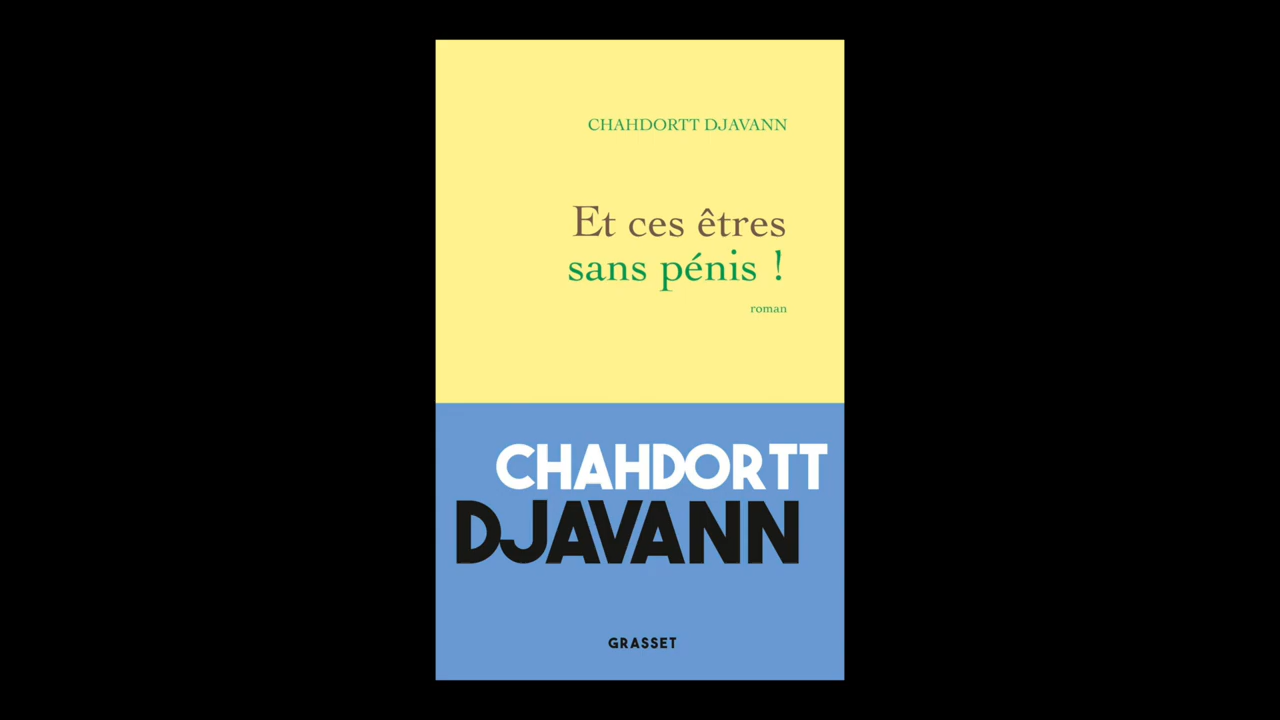 CHAHDORTT DJAVANN
Et ces êtres
sans pénis !
roman
CHAHDORTT
DJAVANN
GRASSET